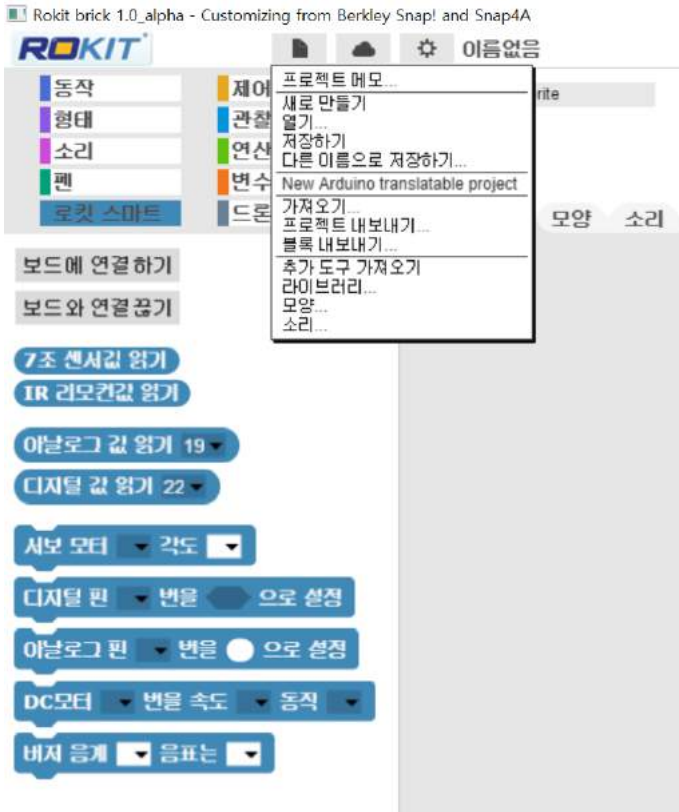 Rokit brick 1.0_alpha - Customizing from Berkley Snap! and Snap4A
ROKIT
이름없음
동작
제어
형태
관찰
소리
연산
펜
변수
로킷 스마트
드론
프로젝트 메모...
새로 만들기
열기...
저장하기
다른 이름으로 저장하기...
New Arduino translatable project
가져오기...
프로젝트 내보내기...
블록 내보내기...
추가 도구 가져오기
라이브러리...
모양...
소리...
rite
모양
소리
보드에 연결하기
보드와 연결끊기
7조 센서값 읽기
IR 리모컨값 읽기
아날로그 값 읽기 19
디지털 값 읽기 22
서보 모터 각도
디지털 핀 번을 으로 설정
아날로그 핀 번을 으로 설정
DC모터 번을 속도 동작
버저 음계 음표는